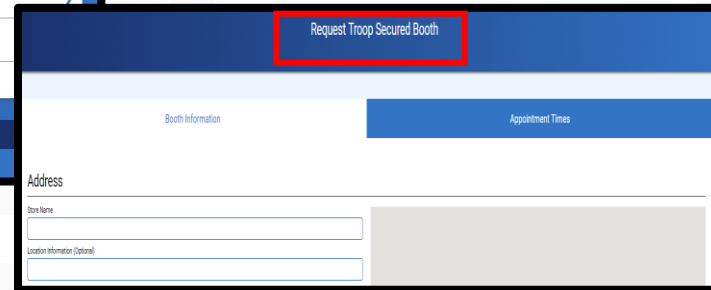 Request Troop Secured Booth
Booth Information
Appointment Times
Address
Store Name
Location Information (Optional)